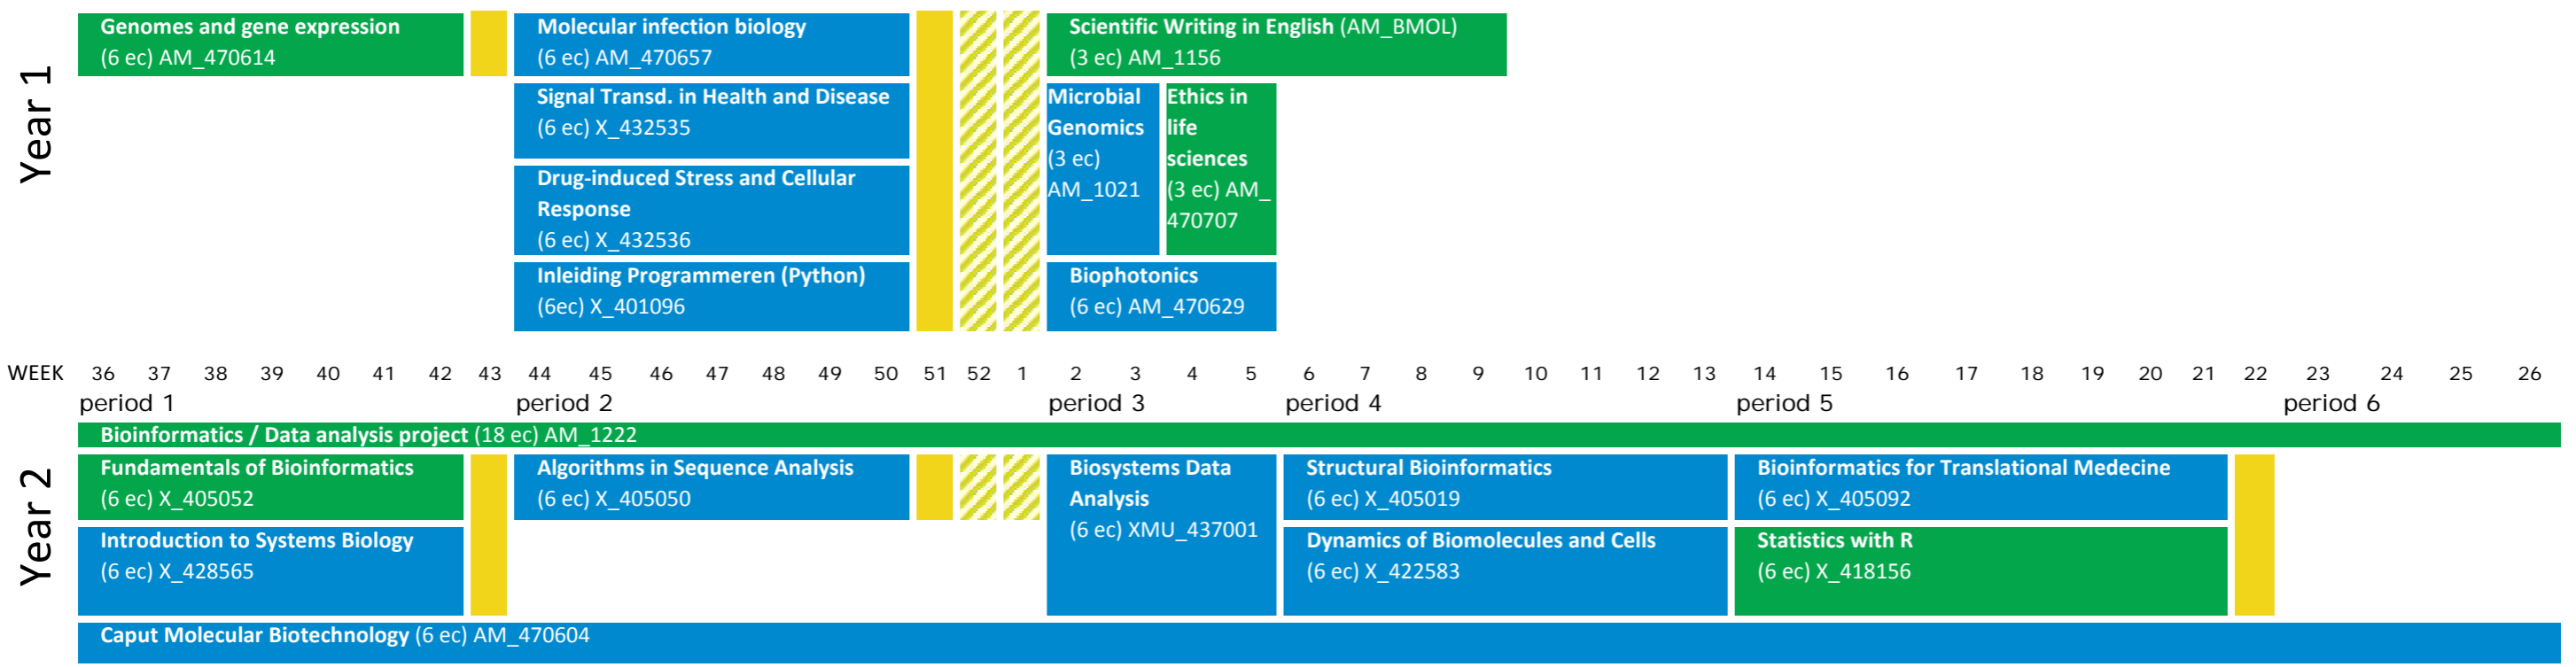 Year 1
Genomes and gene expression
(6 ec) AM_470614
Molecular infection biology
(6 ec) AM_470657
Signal Transd. in Health and Disease
(6 ec) X_432535
Drug-induced Stress and Cellular
Response
(6 ec) X_432536
Inleiding Programmeren (Python)
(6ec) X_401096
Scientific Writing in English (AM_BMOL)
(3 ec) AM_1156
Microbial
Genomics
(3 ec)
AM_1021
Ethics in
life
sciences
(3 ec) AM_
470707
Biophotonics
(6 ec) AM_470629
WEEK 36 37 38 39 40 41 42 43 44 45 46 47 48 49 50 51 52 1 2 3 4 5 6 7 8 9 10 11 12 13 14 15 16 17 18 19 20 21 22 23 24 25 26
period 1 period 2 period 3 period 4 period 5 period 6
Year 2
Bioinformatics / Data analysis project (18 ec) AM_1222
Fundamentals of Bioinformatics
(6 ec) X_405052
Introduction to Systems Biology
(6 ec) X_428565
Algorithms in Sequence Analysis
(6 ec) X_405050
Biosystems Data
Analysis
(6 ec) XMU_437001
Structural Bioinformatics
(6 ec) X_405019
Dynamics of Biomolecules and Cells
(6 ec) X_422583
Bioinformatics for Translational Medecine
(6 ec) X_405092
Statistics with R
(6 ec) X_418156
Caput Molecular Biotechnology (6 ec) AM_470604